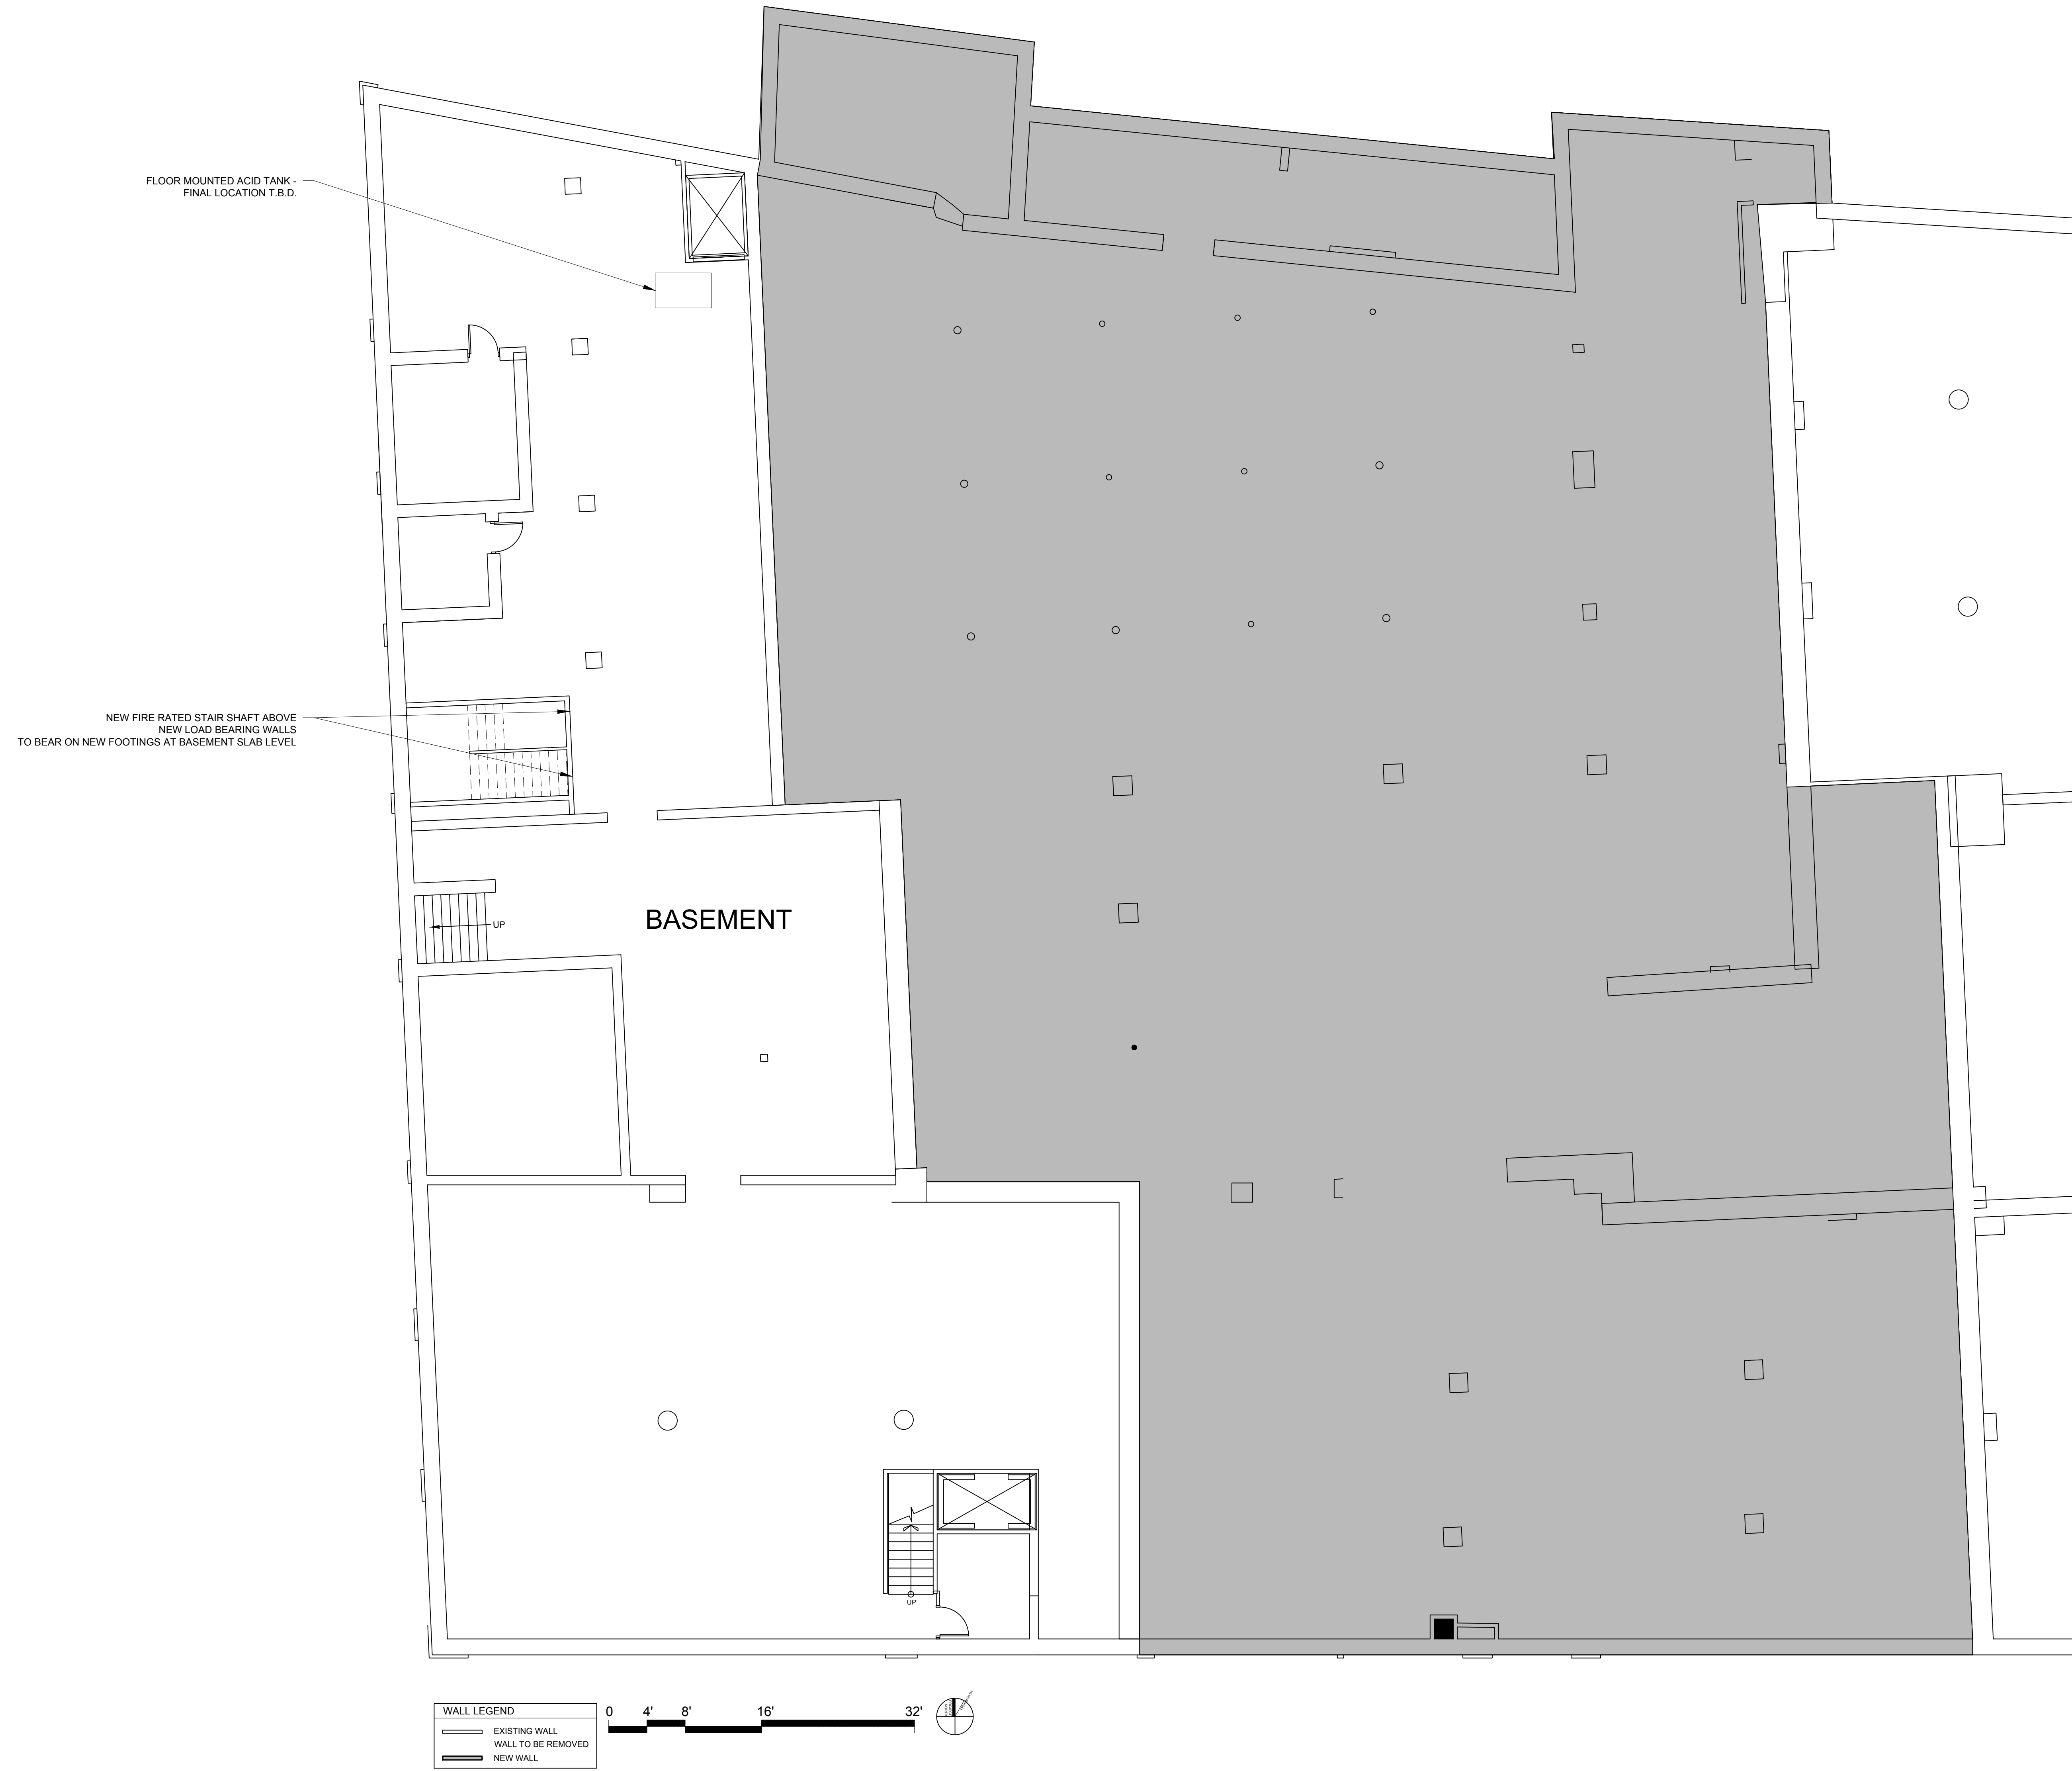 FLOOR MOUNTED ACID TANK -
FINAL LOCATION T.B.D.
NEW FIRE RATED STAIR SHAFT ABOVE
NEW LOAD BEARING WALLS
TO BEAR ON NEW FOOTINGS AT BASEMENT SLAB LEVEL
UP
BASEMENT
UP
WALL LEGEND
EXISTING WALL
WALL TO BE REMOVED
NEW WALL
0 4' 8' 16' 32'